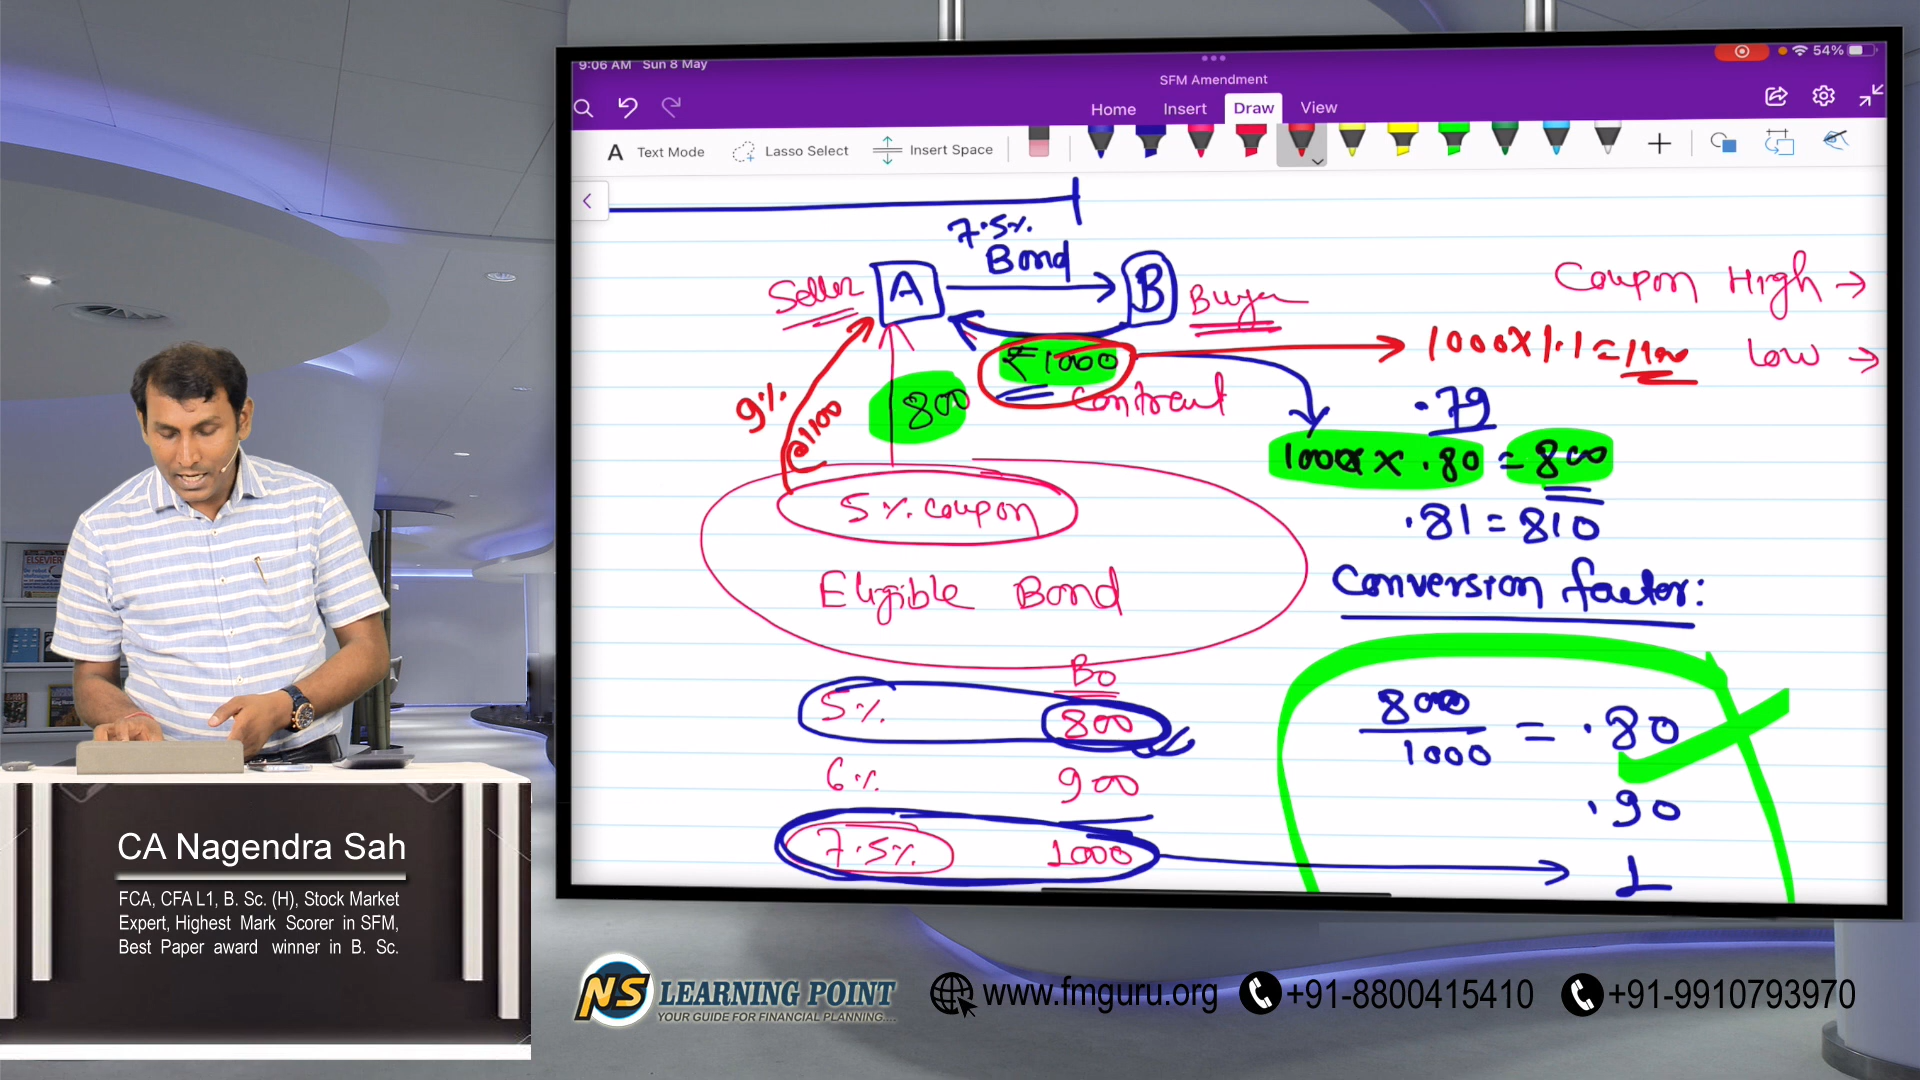 9:06 AM Sun 8 May
54%
SFM Amendment
Home Insert Draw View
A Text Mode Lasso Select Insert Space
7.5%
Bond
Seller A B Buyer
Coupon High →
₹1000
1000 X 1.1 = 1100
Low →
Contract
9%
@1100
800
.79
1000 X .80 = 800
.81 = 810
5% coupon
Eligible Bond
Conversion factor:
B0
5% 800
800
1000 = .80
6% 900
.90
7.5% 1000
1
CA Nagendra Sah
FCA, CFA L1, B. Sc. (H), Stock Market
Expert, Highest Mark Scorer in SFM,
Best Paper award winner in B. Sc.
NS LEARNING POINT
YOUR GUIDE FOR FINANCIAL PLANNING....
www.fmguru.org
+91-8800415410
+91-9910793970
ELSEVIER